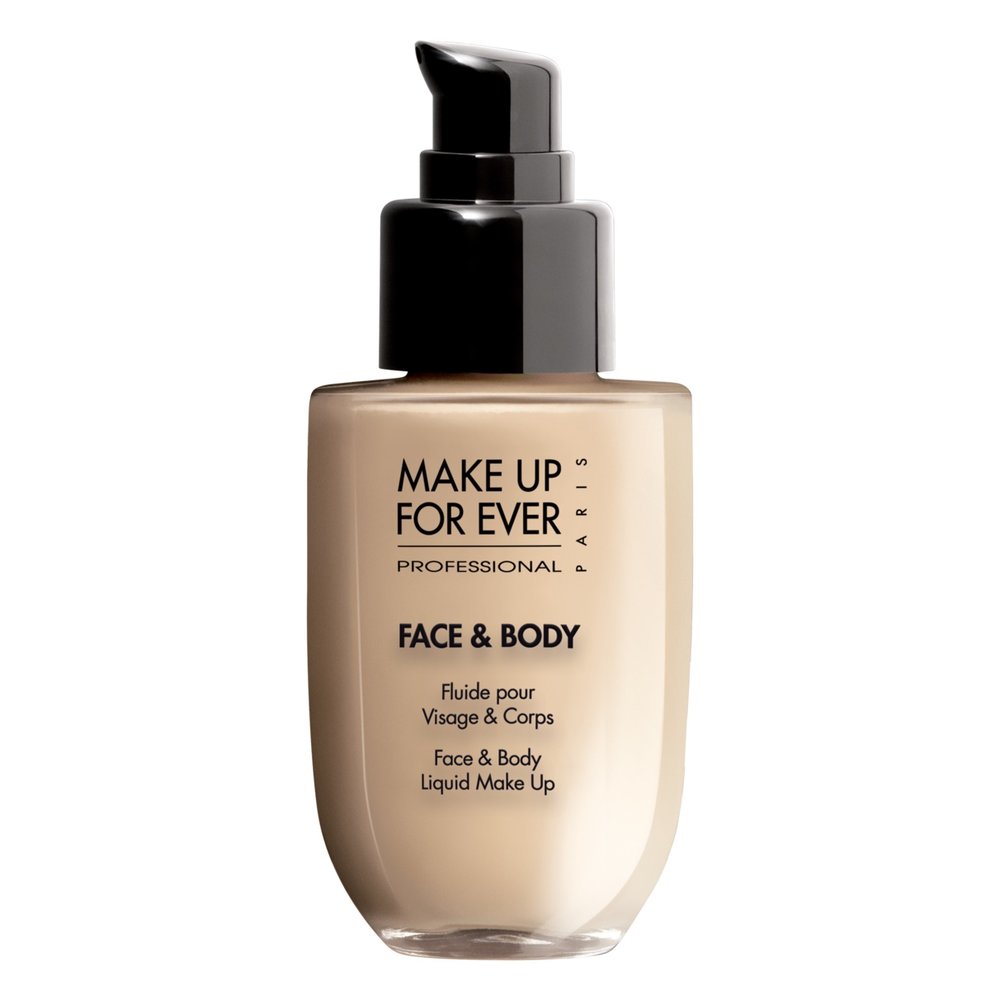 MAKE UP
FOR EVER
PROFESSIONAL
PARIS
FACE & BODY
Fluide pour
Visage & Corps
Face & Body
Liquid Make Up